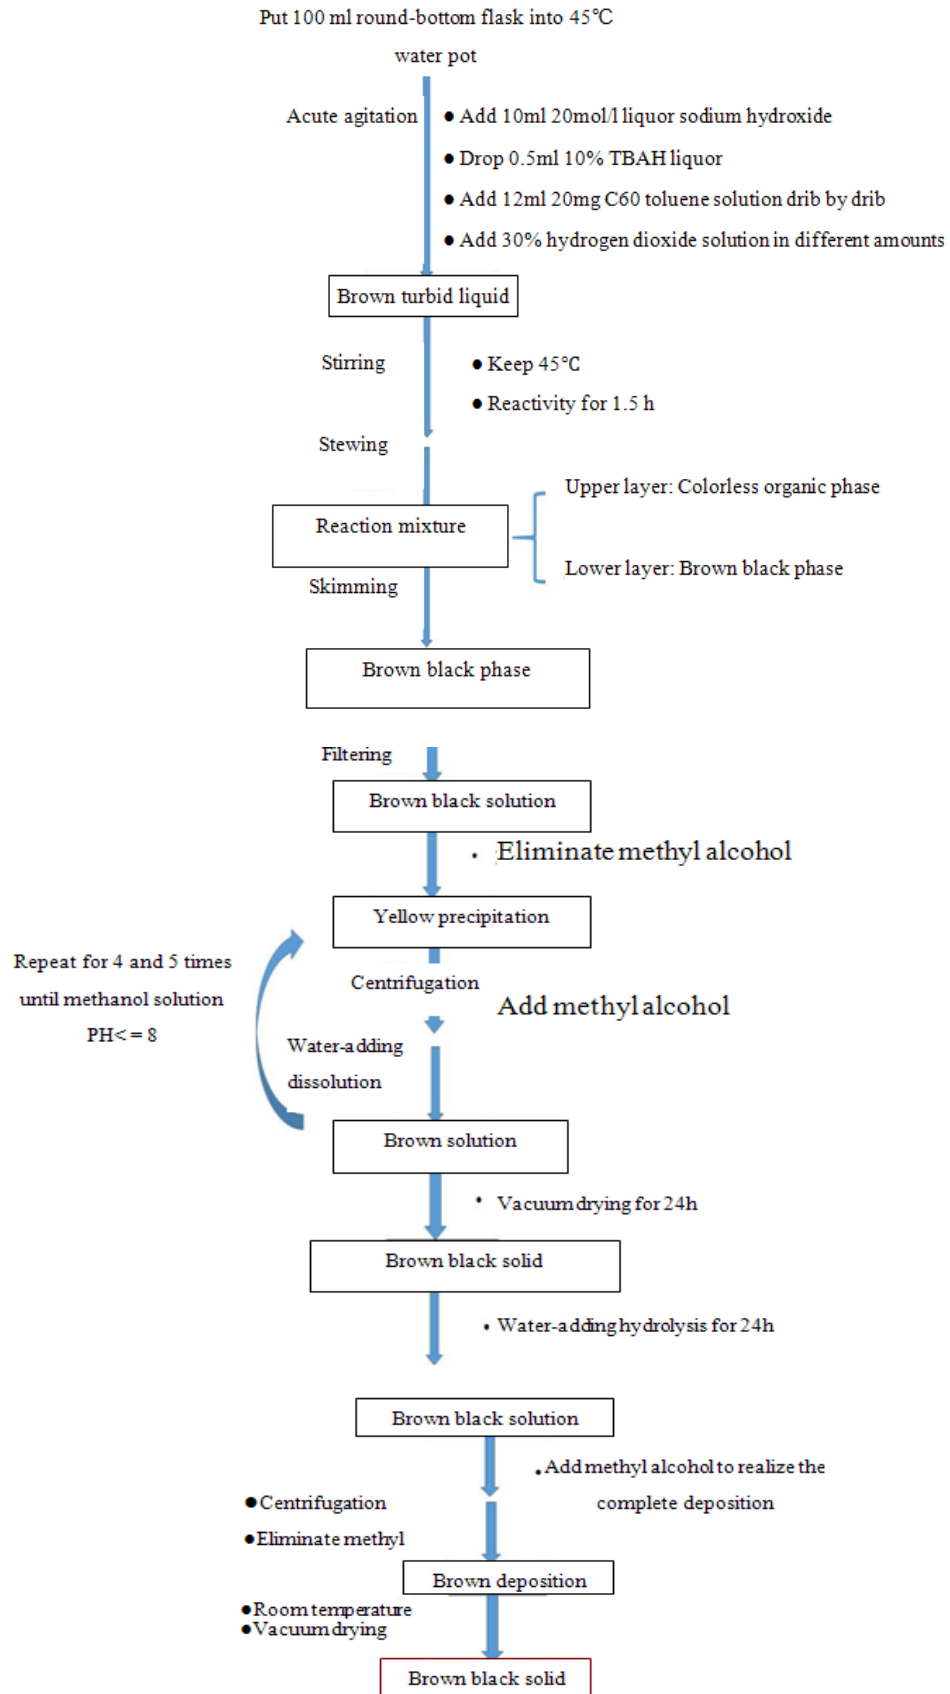 Put 100 ml round-bottom flask into 45℃
water pot
Acute agitation
● Add 10ml 20mol/l liquor sodium hydroxide
● Drop 0.5ml 10% TBAH liquor
● Add 12ml 20mg C60 toluene solution drib by drib
● Add 30% hydrogen dioxide solution in different amounts
Brown turbid liquid
Stirring
● Keep 45℃
● Reactivity for 1.5 h
Stewing
Upper layer: Colorless organic phase
Reaction mixture
Lower layer: Brown black phase
Skimming
Brown black phase
Filtering
Brown black solution
· Eliminate methyl alcohol
Yellow precipitation
Repeat for 4 and 5 times
until methanol solution
PH< = 8
Centrifugation
Add methyl alcohol
Water-adding
dissolution
Brown solution
· Vacuum drying for 24h
Brown black solid
· Water-adding hydrolysis for 24h
Brown black solution
· Add methyl alcohol to realize the
complete deposition
● Centrifugation
● Eliminate methyl
Brown deposition
● Room temperature
● Vacuum drying
Brown black solid